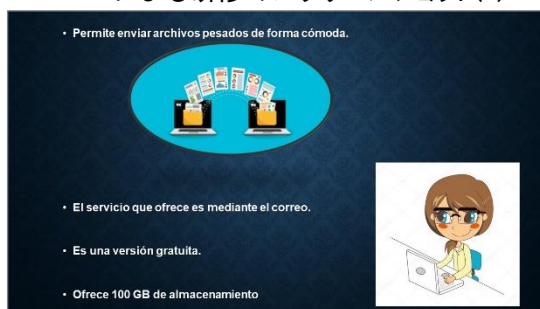 • Permite enviar archivos pesados de forma cómoda.
• El servicio que ofrece es mediante el correo.
• Es una versión gratuita.
• Ofrece 100 GB de almacenamiento